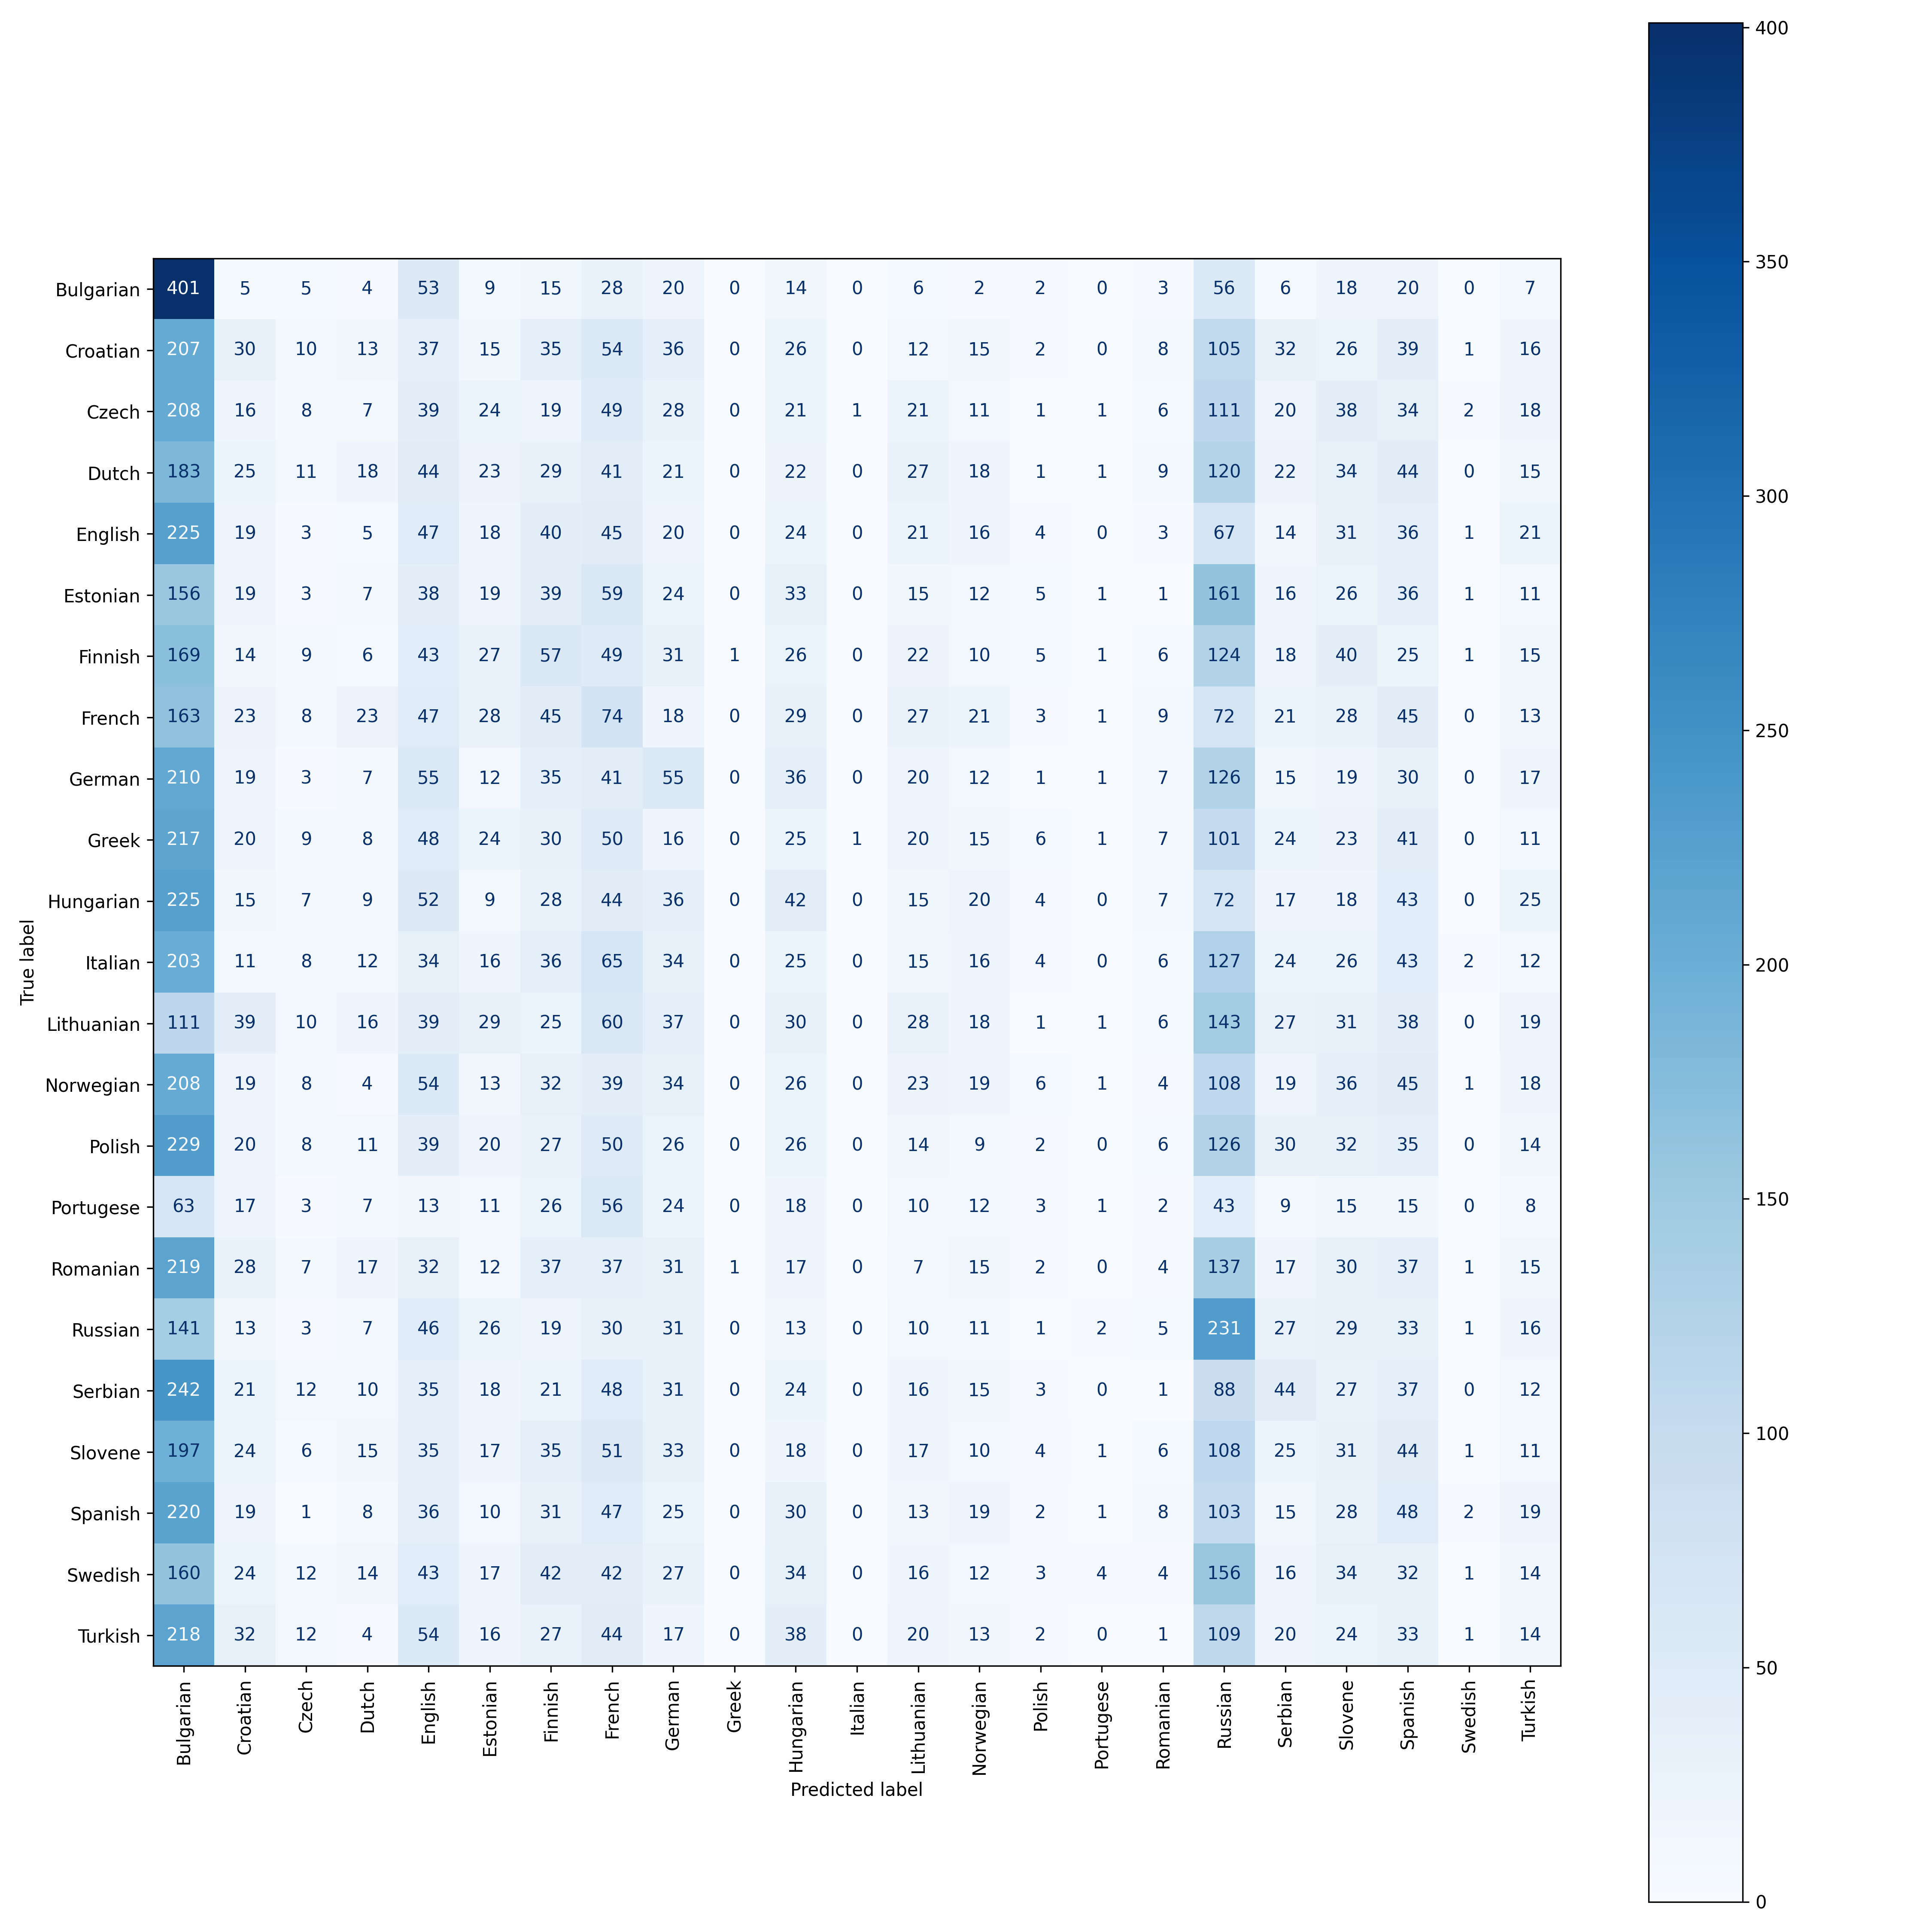 400
350
300
250
200
150
100
50
0
True label
Bulgarian 401 5 5 4 53 9 15 28 20 0 14 0 6 2 2 0 3 56 6 18 20 0 7
Croatian 207 30 10 13 37 15 35 54 36 0 26 0 12 15 2 0 8 105 32 26 39 1 16
Czech 208 16 8 7 39 24 19 49 28 0 21 1 21 11 1 1 6 111 20 38 34 2 18
Dutch 183 25 11 18 44 23 29 41 21 0 22 0 27 18 1 1 9 120 22 34 44 0 15
English 225 19 3 5 47 18 40 45 20 0 24 0 21 16 4 0 3 67 14 31 36 1 21
Estonian 156 19 3 7 38 19 39 59 24 0 33 0 15 12 5 1 1 161 16 26 36 1 11
Finnish 169 14 9 6 43 27 57 49 31 1 26 0 22 10 5 1 6 124 18 40 25 1 15
French 163 23 8 23 47 28 45 74 18 0 29 0 27 21 3 1 9 72 21 28 45 0 13
German 210 19 3 7 55 12 35 41 55 0 36 0 20 12 1 1 7 126 15 19 30 0 17
Greek 217 20 9 8 48 24 30 50 16 0 25 1 20 15 6 1 7 101 24 23 41 0 11
Hungarian 225 15 7 9 52 9 28 44 36 0 42 0 15 20 4 0 7 72 17 18 43 0 25
Italian 203 11 8 12 34 16 36 65 34 0 25 0 15 16 4 0 6 127 24 26 43 2 12
Lithuanian 111 39 10 16 39 29 25 60 37 0 30 0 28 18 1 1 6 143 27 31 38 0 19
Norwegian 208 19 8 4 54 13 32 39 34 0 26 0 23 19 6 1 4 108 19 36 45 1 18
Polish 229 20 8 11 39 20 27 50 26 0 26 0 14 9 2 0 6 126 30 32 35 0 14
Portugese 63 17 3 7 13 11 26 56 24 0 18 0 10 12 3 1 2 43 9 15 15 0 8
Romanian 219 28 7 17 32 12 37 37 31 1 17 0 7 15 2 0 4 137 17 30 37 1 15
Russian 141 13 3 7 46 26 19 30 31 0 13 0 10 11 1 2 5 231 27 29 33 1 16
Serbian 242 21 12 10 35 18 21 48 31 0 24 0 16 15 3 0 1 88 44 27 37 0 12
Slovene 197 24 6 15 35 17 35 51 33 0 18 0 17 10 4 1 6 108 25 31 44 1 11
Spanish 220 19 1 8 36 10 31 47 25 0 30 0 13 19 2 1 8 103 15 28 48 2 19
Swedish 160 24 12 14 43 17 42 42 27 0 34 0 16 12 3 4 4 156 16 34 32 1 14
Turkish 218 32 12 4 54 16 27 44 17 0 38 0 20 13 2 0 1 109 20 24 33 1 14
Bulgarian Croatian Czech Dutch English Estonian Finnish French German Greek Hungarian Italian Lithuanian Norwegian Polish Portugese Romanian Russian Serbian Slovene Spanish Swedish Turkish
Predicted label